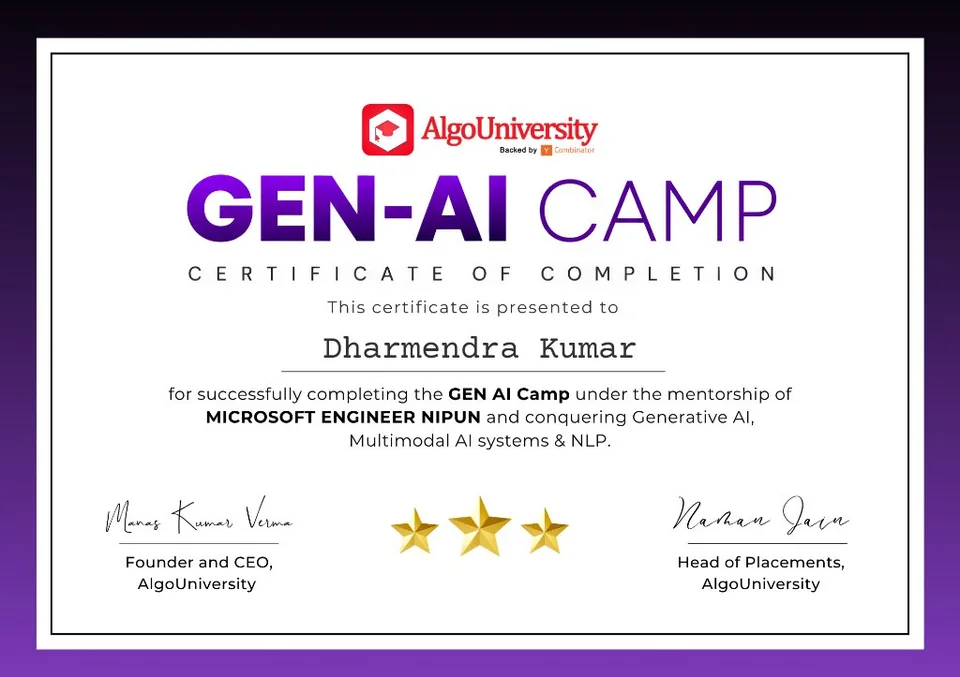 AlgoUniversity
Backed by Y Combinator
GEN-AI CAMP
CERTIFICATE OF COMPLETION
This certificate is presented to
Dharmendra Kumar
for successfully completing the GEN AI Camp under the mentorship of
MICROSOFT ENGINEER NIPUN and conquering Generative AI,
Multimodal AI systems & NLP.
Manas Kumar Verma
Founder and CEO,
AlgoUniversity
Naman Jain
Head of Placements,
AlgoUniversity